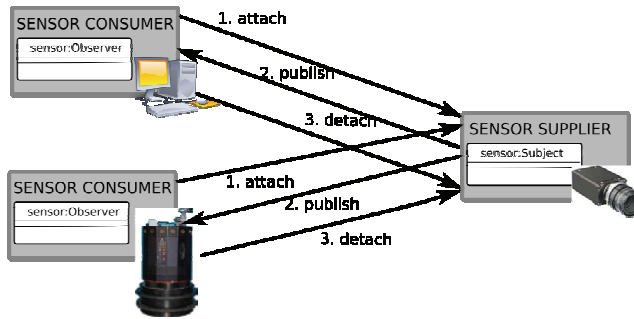 SENSOR CONSUMER
sensor:Observer
1. attach
2. publish
3. detach
SENSOR SUPPLIER
sensor:Subject
SENSOR CONSUMER
sensor:Observer
1. attach
2. publish
3. detach